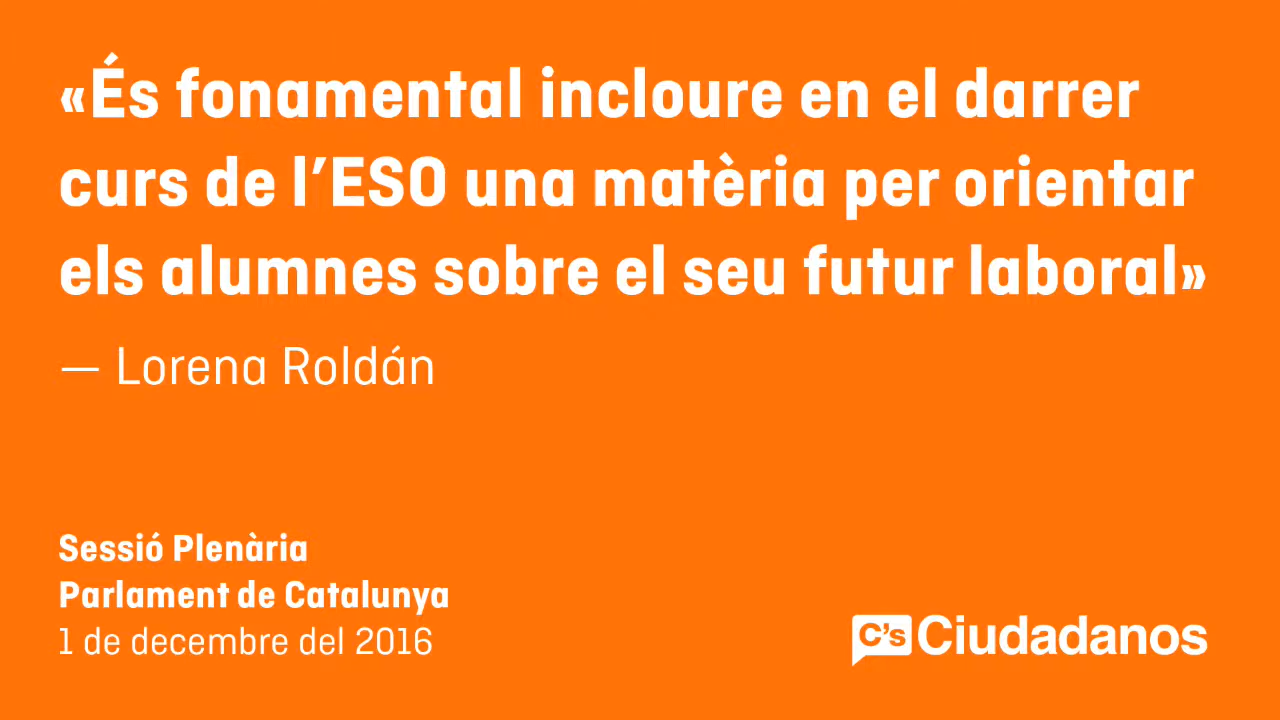 «És fonamental incloure en el darrer
curs de l’ESO una matèria per orientar
els alumnes sobre el seu futur laboral»
— Lorena Roldán
Sessió Plenària
Parlament de Catalunya
1 de decembre del 2016
C’s Ciudadanos